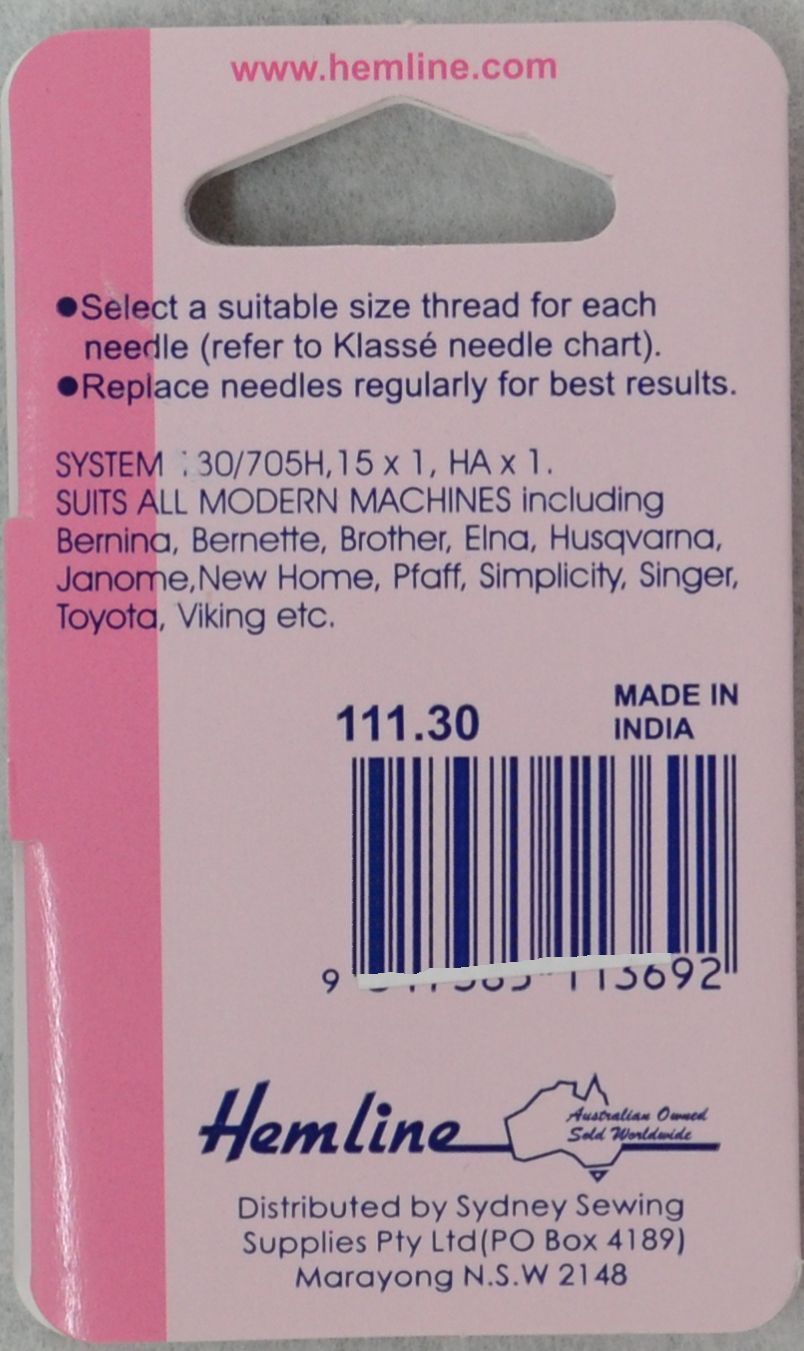 www.hemline.com
●Select a suitable size thread for each
needle (refer to Klassé needle chart).
●Replace needles regularly for best results.
SYSTEM : 30/705H,15 x 1, HA x 1.
SUITS ALL MODERN MACHINES including
Bernina, Bernette, Brother, Elna, Husqvarna,
Janome,New Home, Pfaff, Simplicity, Singer,
Toyota, Viking etc.
111.30
MADE IN
INDIA
9 113692
Hemline
Australian Owned
Sold Worldwide
Distributed by Sydney Sewing
Supplies Pty Ltd(PO Box 4189)
Marayong N.S.W 2148